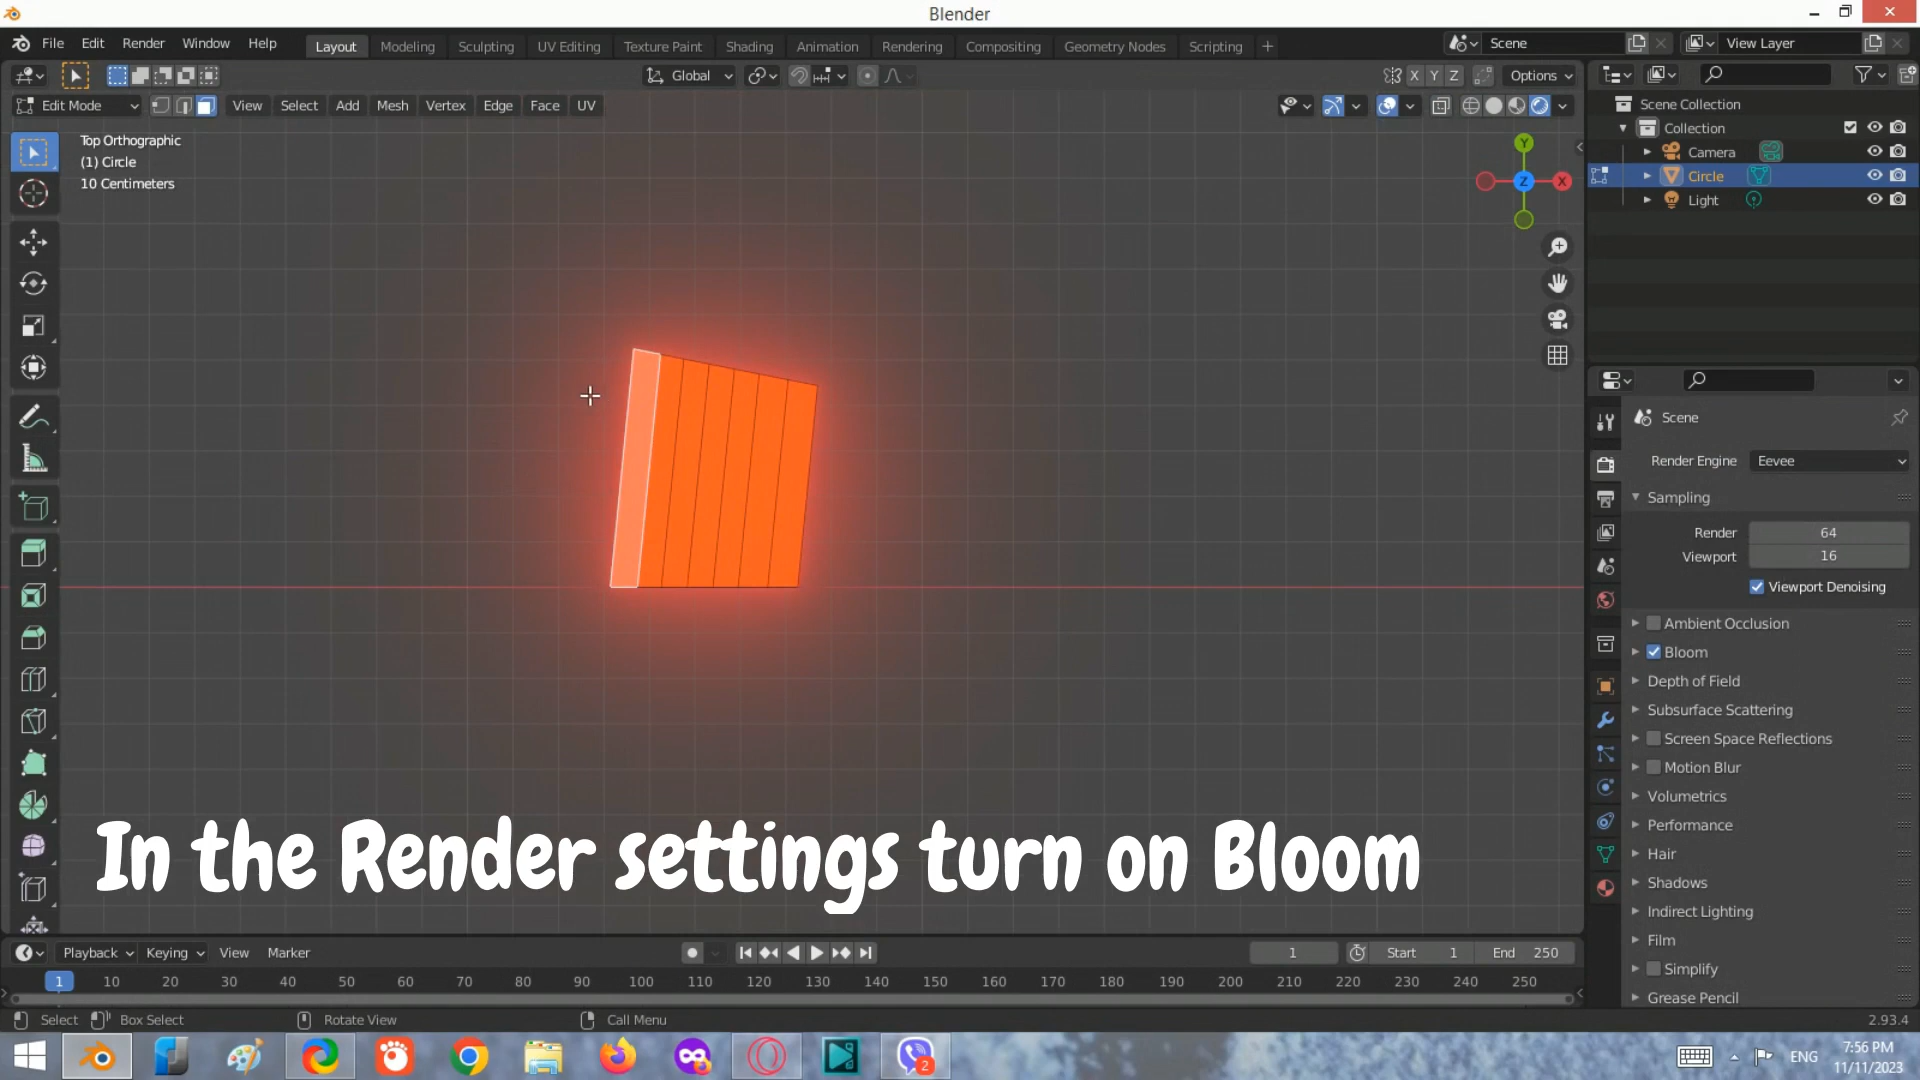 Blender
File Edit Render Window Help Layout Modeling Sculpting UV Editing Texture Paint Shading Animation Rendering Compositing Geometry Nodes Scripting + Scene View Layer
Global X Y Z Options
Edit Mode View Select Add Mesh Vertex Edge Face UV
Top Orthographic
(1) Circle
10 Centimeters
Y
Z
X
Scene Collection
Collection
Camera
Circle
Light
Scene
Render Engine Eevee
Sampling
Render 64
Viewport 16
Viewport Denoising
Ambient Occlusion
Bloom
Depth of Field
Subsurface Scattering
Screen Space Reflections
Motion Blur
Volumetrics
Performance
Hair
Shadows
Indirect Lighting
Film
Simplify
Grease Pencil
In the Render settings turn on Bloom
Playback Keying View Marker 1 Start 1 End 250
1 10 20 30 40 50 60 70 80 90 100 110 120 130 140 150 160 170 180 190 200 210 220 230 240 250
Select Box Select Rotate View Call Menu 2.93.4
2 ENG 7:56 PM
11/11/2023